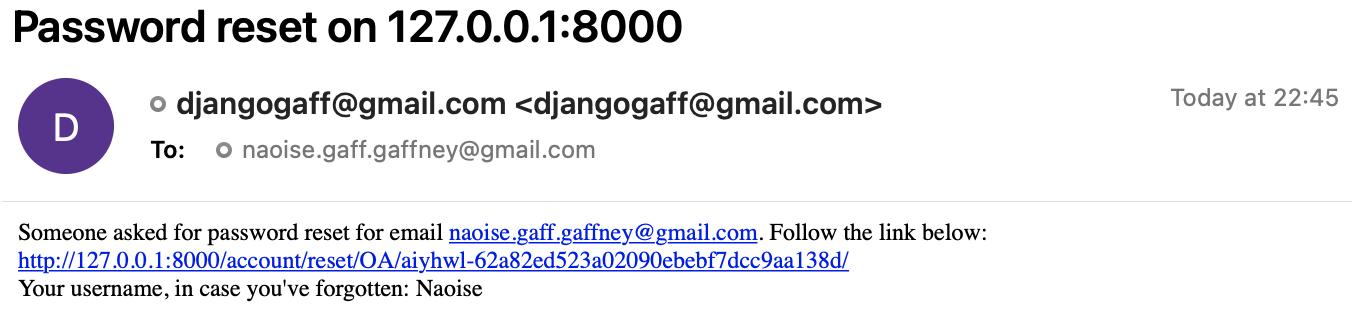 Password reset on 127.0.0.1:8000
D
djangogaff@gmail.com <djangogaff@gmail.com>
Today at 22:45
To: naoise.gaff.gaffney@gmail.com
Someone asked for password reset for email naoise.gaff.gaffney@gmail.com. Follow the link below:
http://127.0.0.1:8000/account/reset/OA/aiyhwl-62a82ed523a02090ebebf7dcc9aa138d/
Your username, in case you've forgotten: Naoise